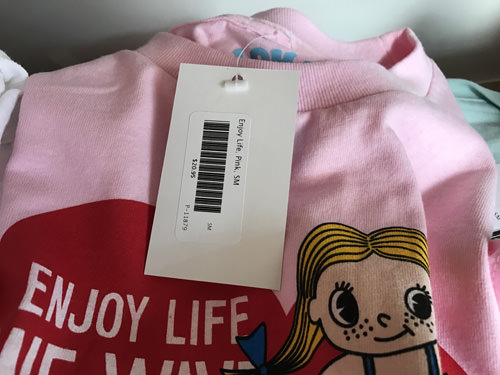 Enjoy Life, Pink, SM
$20.95
SM
P-11879
ENJOY LIFE